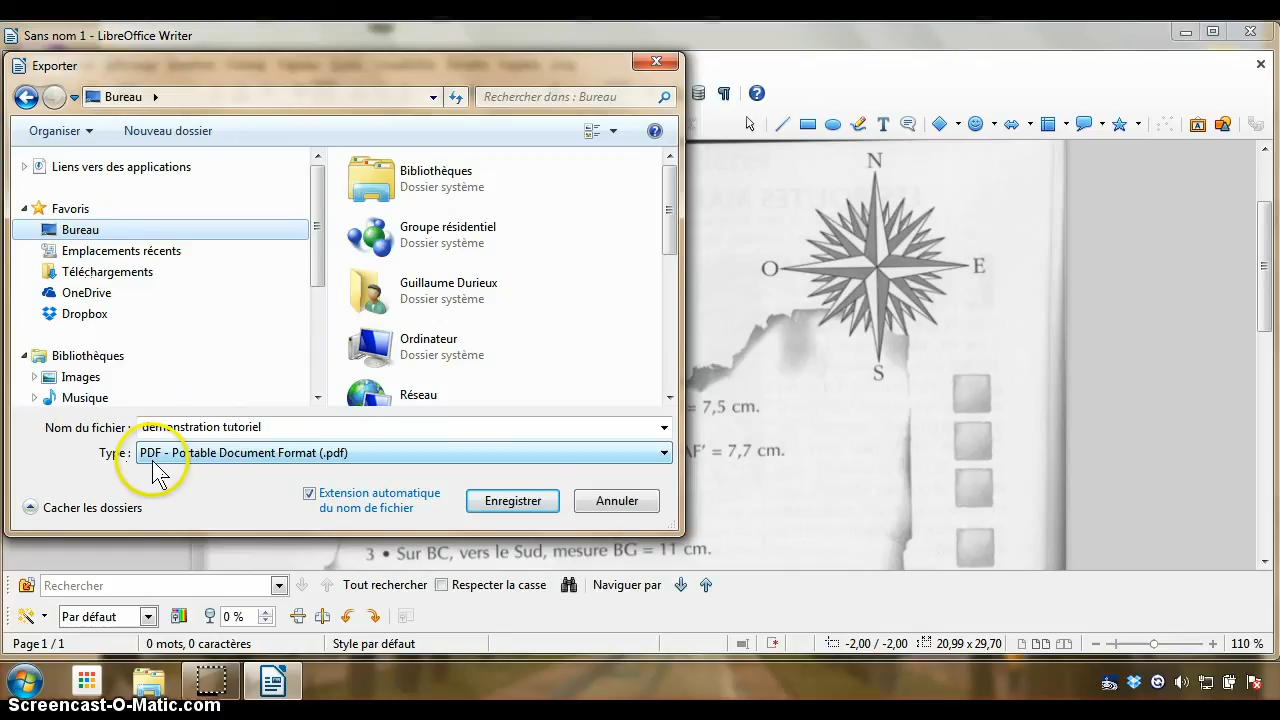 Sans nom 1 - LibreOffice Writer
Exporter
Bureau
Rechercher dans : Bureau
Organiser
Nouveau dossier
Liens vers des applications
Favoris
Bureau
Emplacements récents
Téléchargements
OneDrive
Dropbox
Bibliothèques
Images
Musique
Bibliothèques
Dossier système
Groupe résidentiel
Dossier système
Guillaume Durieux
Dossier système
Ordinateur
Dossier système
Réseau
Nom du fichier : demonstration tutoriel
Type : PDF - Portable Document Format (.pdf)
Extension automatique
du nom de fichier
Enregistrer
Annuler
Cacher les dossiers
N
O
E
S
= 7,5 cm.
AF' = 7,7 cm.
3 • Sur BC, vers le Sud, mesure BG = 11 cm.
Rechercher
Tout rechercher
Respecter la casse
Naviguer par
Par défaut
0 %
Page1 / 1
0 mots, 0 caractères
Style par défaut
-2,00 / -2,00
20,99 x 29,70
110 %
Screencast-O-Matic.com